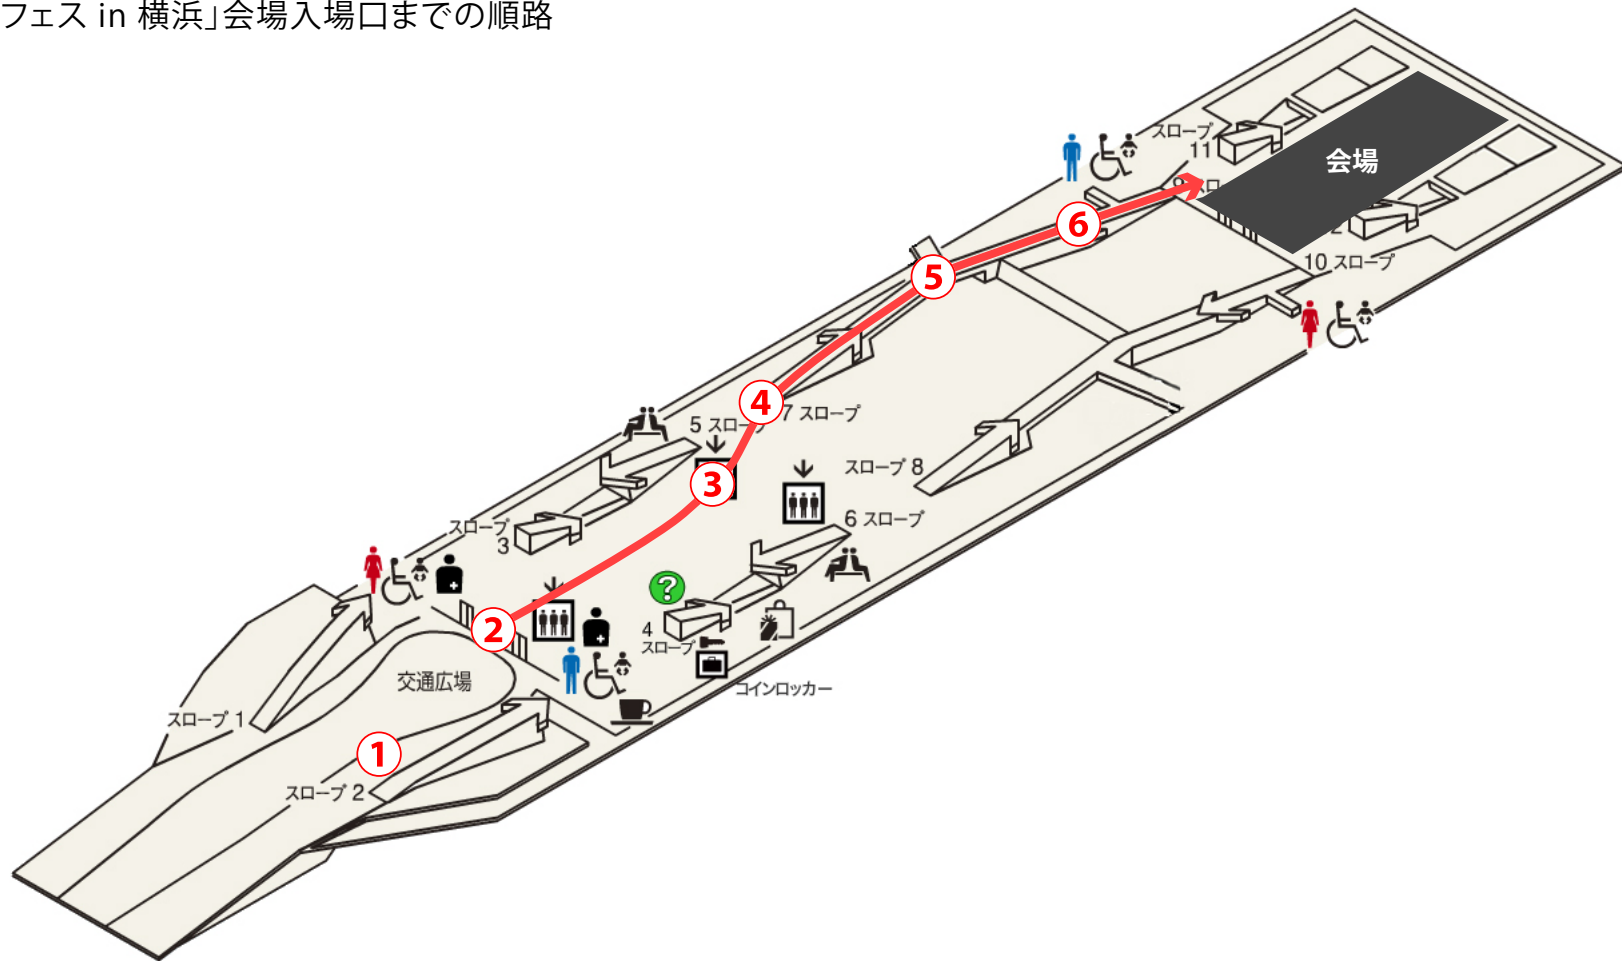 フェス in 横浜」会場入場口までの順路
スロープ
11
会場
9 スロ
6
2
10 スロープ
5
4
7 スロープ
5 スロープ
3
スロープ 8
6 スロープ
スロープ
3
?
2
4
スロープ
交通広場
コインロッカー
スロープ 1
1
スロープ 2